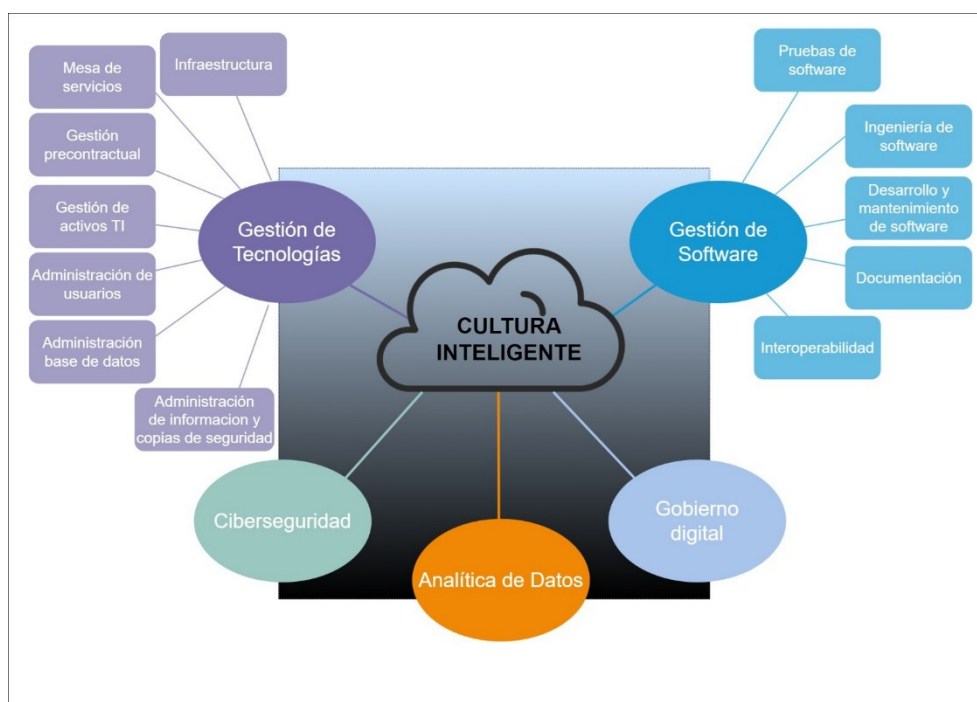 Mesa de
servicios
Infraestructura
Gestión
precontractual
Gestión de
activos TI
Administración de
usuarios
Administración
base de datos
Administración
de informacion y
copias de seguridad
Gestión de
Tecnologías
CULTURA
INTELIGENTE
Gestión de
Software
Pruebas de
software
Ingeniería de
software
Desarrollo y
mantenimiento
de software
Documentación
Interoperabilidad
Ciberseguridad
Analítica de Datos
Gobierno
digital